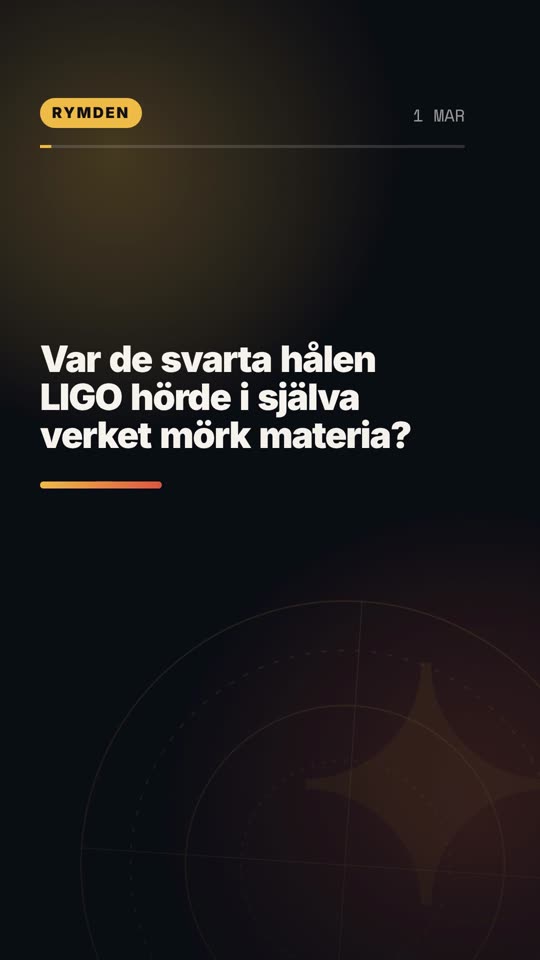 RYMDEN
1 MAR
Var de svarta hålen
LIGO hörde i själva
verket mörk materia?